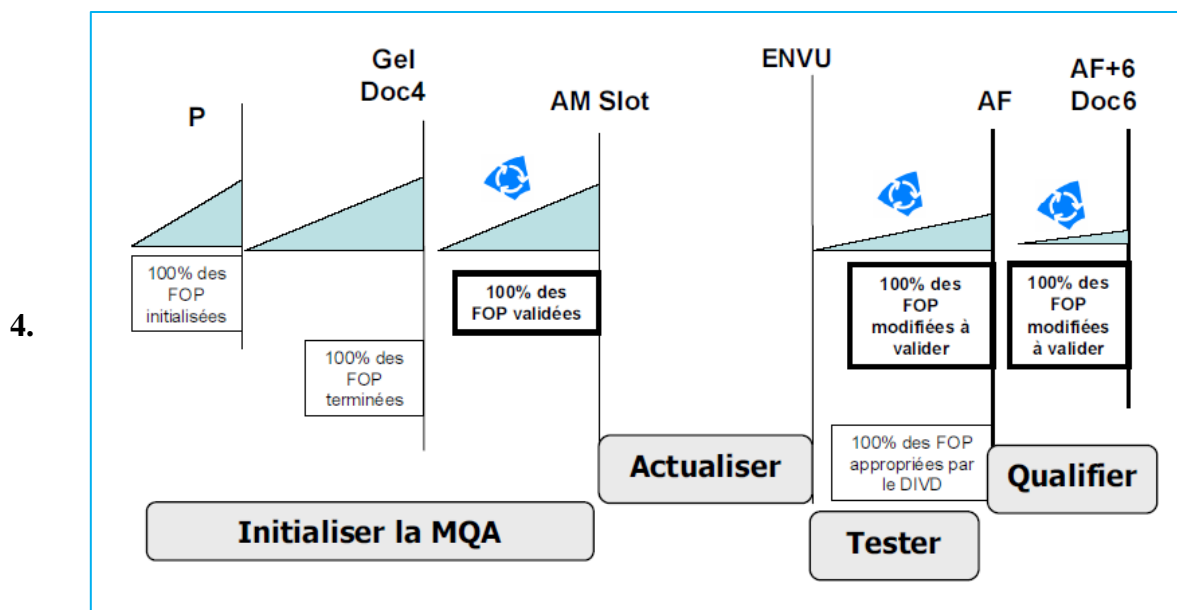 4.
P
Gel
Doc4
AM Slot
ENVU
AF
AF+6
Doc6
100% des
FOP
initialisées
100% des
FOP
terminées
100% des
FOP validées
100% des
FOP
modifiées à
valider
100% des
FOP
modifiées
à valider
100% des FOP
appropriées par
le DIVD
Initialiser la MQA
Actualiser
Tester
Qualifier